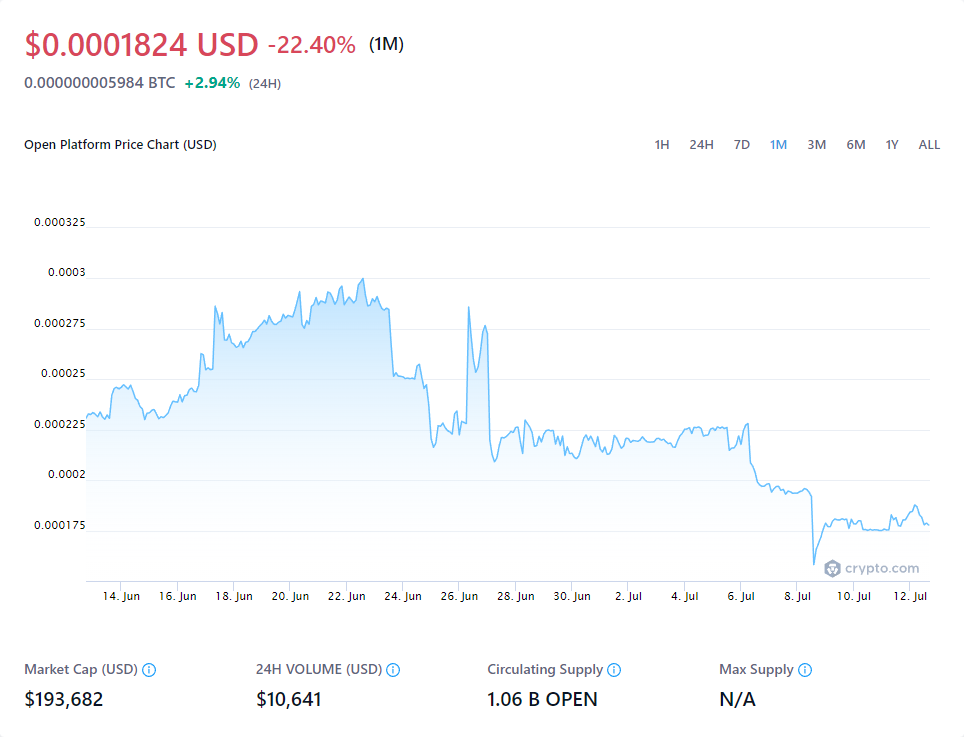 $0.0001824 USD -22.40% (1M)
0.000000005984 BTC +2.94% (24H)
Open Platform Price Chart (USD) 1H 24H 7D 1M 3M 6M 1Y ALL
0.000325
0.0003
0.000275
0.00025
0.000225
0.0002
0.000175
crypto.com
14. Jun 16. Jun 18. Jun 20. Jun 22. Jun 24. Jun 26. Jun 28. Jun 30. Jun 2. Jul 4. Jul 6. Jul 8. Jul 10. Jul 12. Jul
Market Cap (USD) 24H VOLUME (USD) Circulating Supply Max Supply
$193,682 $10,641 1.06 B OPEN N/A